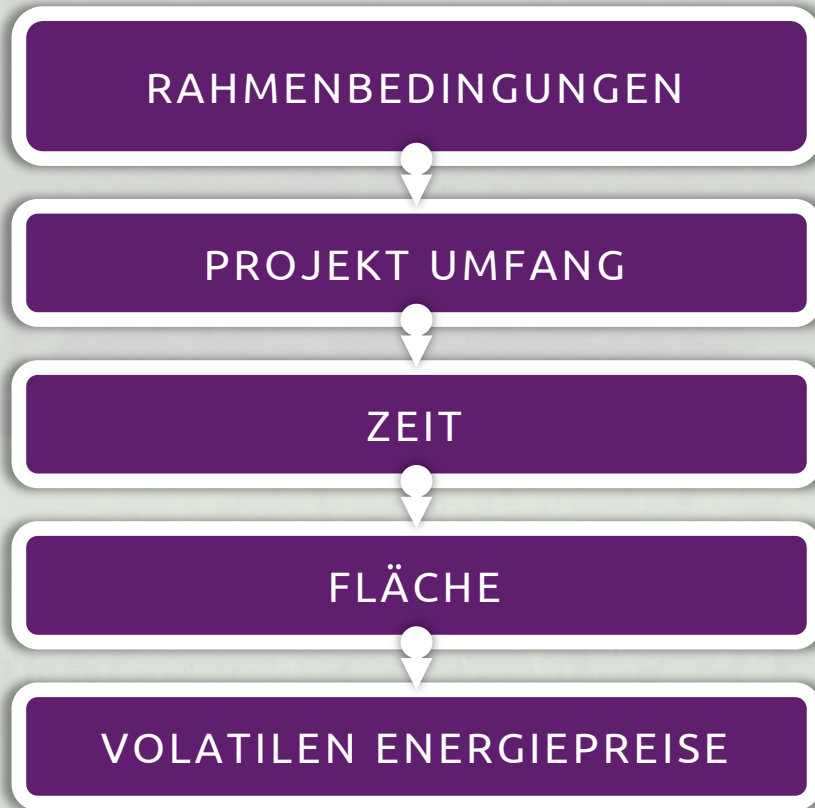 RAHMENBEDINGUNGEN
PROJEKT UMFANG
ZEIT
FLÄCHE
VOLATILEN ENERGIEPREISE